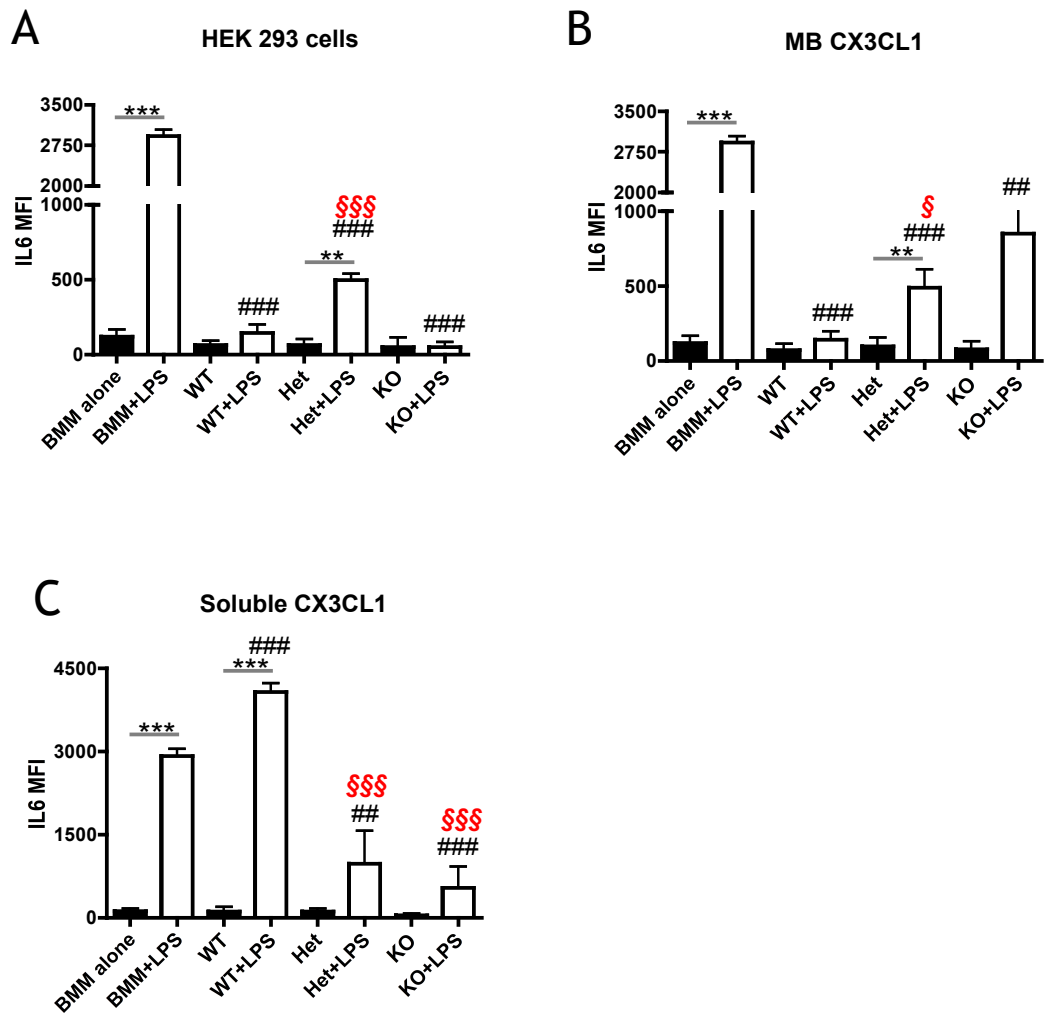 A
HEK 293 cells
IL6 MFI
3500
2750
2000
1000
500
0
***
###
**
§§§
###
###
BMM alone
BMM+LPS
WT
WT+LPS
Het
Het+LPS
KO
KO+LPS
B
MB CX3CL1
IL6 MFI
3500
2750
2000
1000
500
0
***
###
**
§
###
##
BMM alone
BMM+LPS
WT
WT+LPS
Het
Het+LPS
KO
KO+LPS
C
Soluble CX3CL1
IL6 MFI
4500
3000
1500
0
***
***
###
§§§
##
§§§
###
BMM alone
BMM+LPS
WT
WT+LPS
Het
Het+LPS
KO
KO+LPS